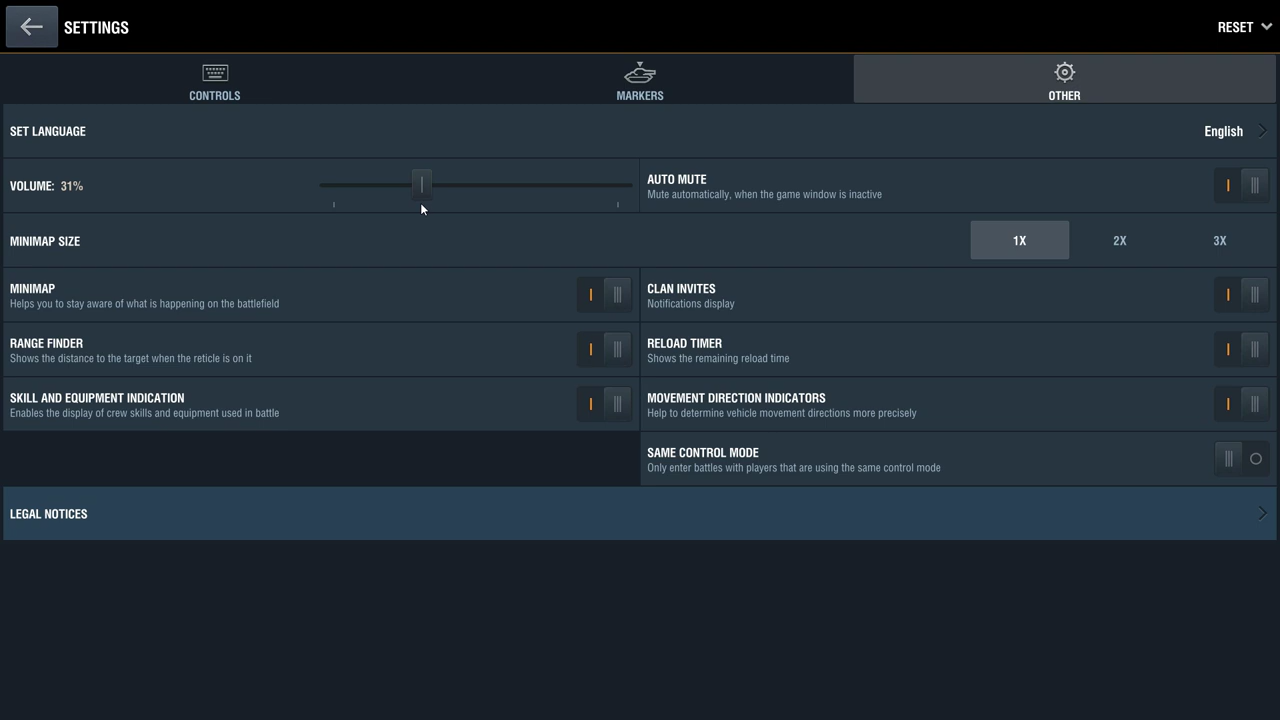 SETTINGS
RESET
CONTROLS
MARKERS
OTHER
SET LANGUAGE
English
VOLUME: 31%
AUTO MUTE
Mute automatically, when the game window is inactive
MINIMAP SIZE
1X
2X
3X
MINIMAP
Helps you to stay aware of what is happening on the battlefield
CLAN INVITES
Notifications display
RANGE FINDER
Shows the distance to the target when the reticle is on it
RELOAD TIMER
Shows the remaining reload time
SKILL AND EQUIPMENT INDICATION
Enables the display of crew skills and equipment used in battle
MOVEMENT DIRECTION INDICATORS
Help to determine vehicle movement directions more precisely
SAME CONTROL MODE
Only enter battles with players that are using the same control mode
LEGAL NOTICES